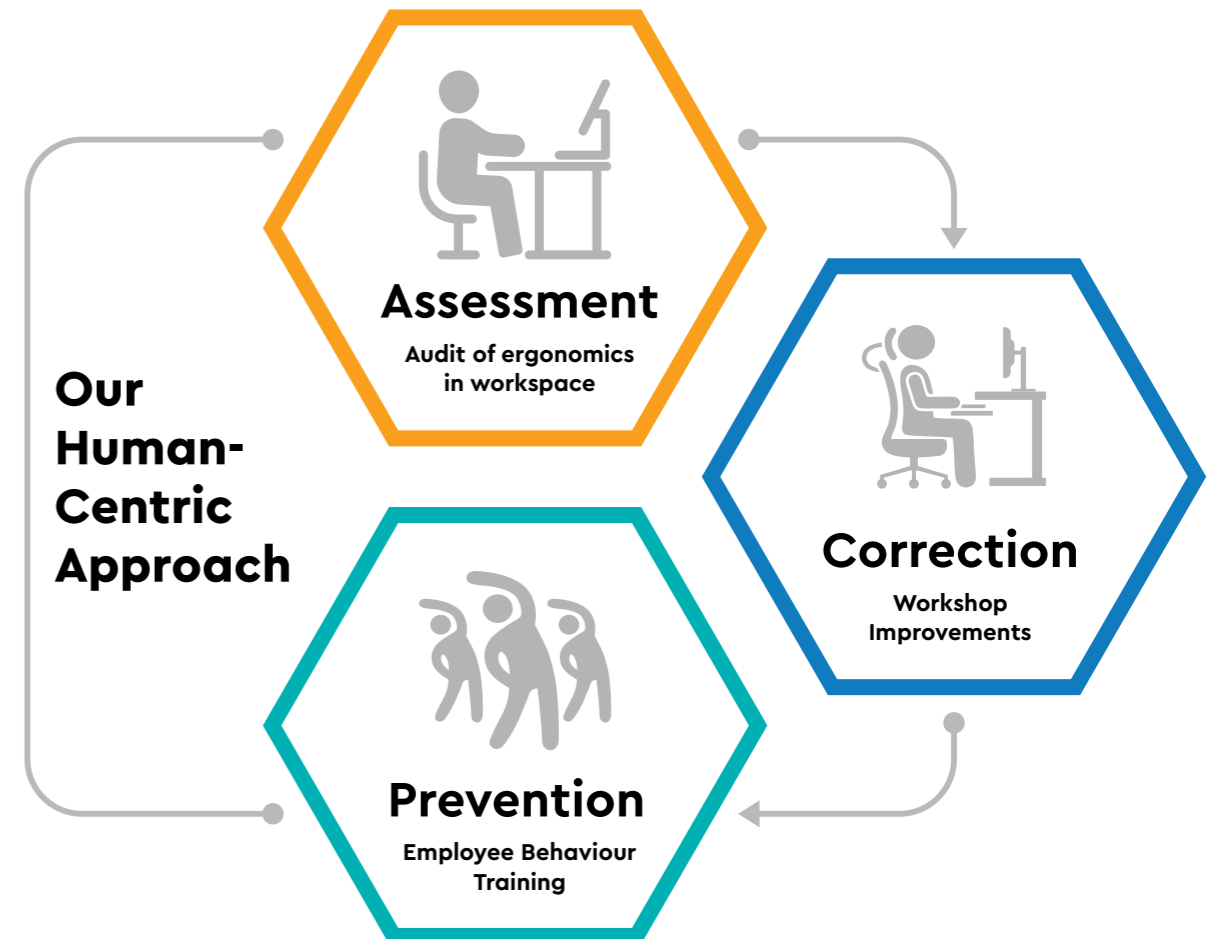 Our
Human-
Centric
Approach
Assessment
Audit of ergonomics
in workspace
Correction
Workshop
Improvements
Prevention
Employee Behaviour
Training